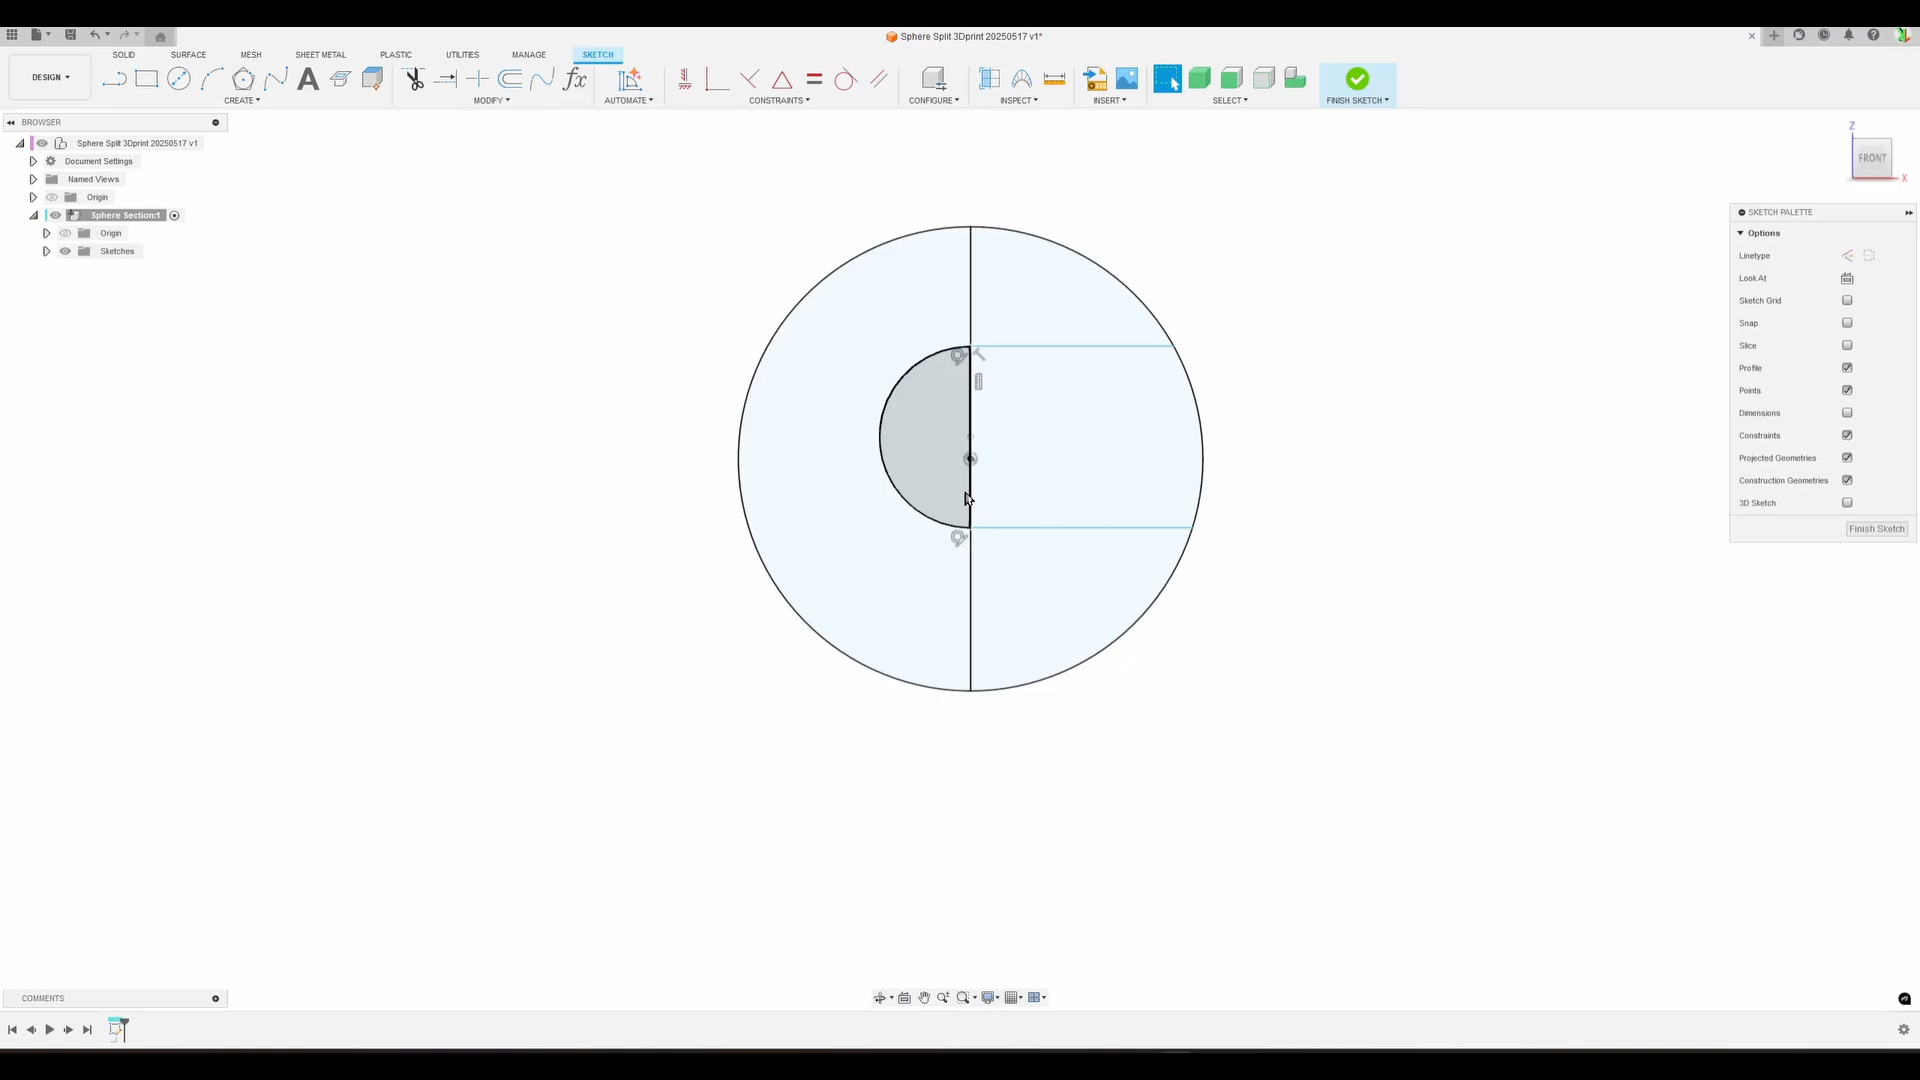 Sphere Split 3Dprint 20250517 v1*
SOLID SURFACE MESH SHEET METAL PLASTIC UTILITIES MANAGE SKETCH
DESIGN
CREATE MODIFY AUTOMATE CONSTRAINTS CONFIGURE INSPECT INSERT SELECT FINISH SKETCH
BROWSER
Sphere Split 3Dprint 20250517 v1
Document Settings
Named Views
Origin
Sphere Section:1
Origin
Sketches
Z
FRONT
X
SKETCH PALETTE
Options
Linetype
Look At
Sketch Grid
Snap
Slice
Profile
Points
Dimensions
Constraints
Projected Geometries
Construction Geometries
3D Sketch
Finish Sketch
COMMENTS